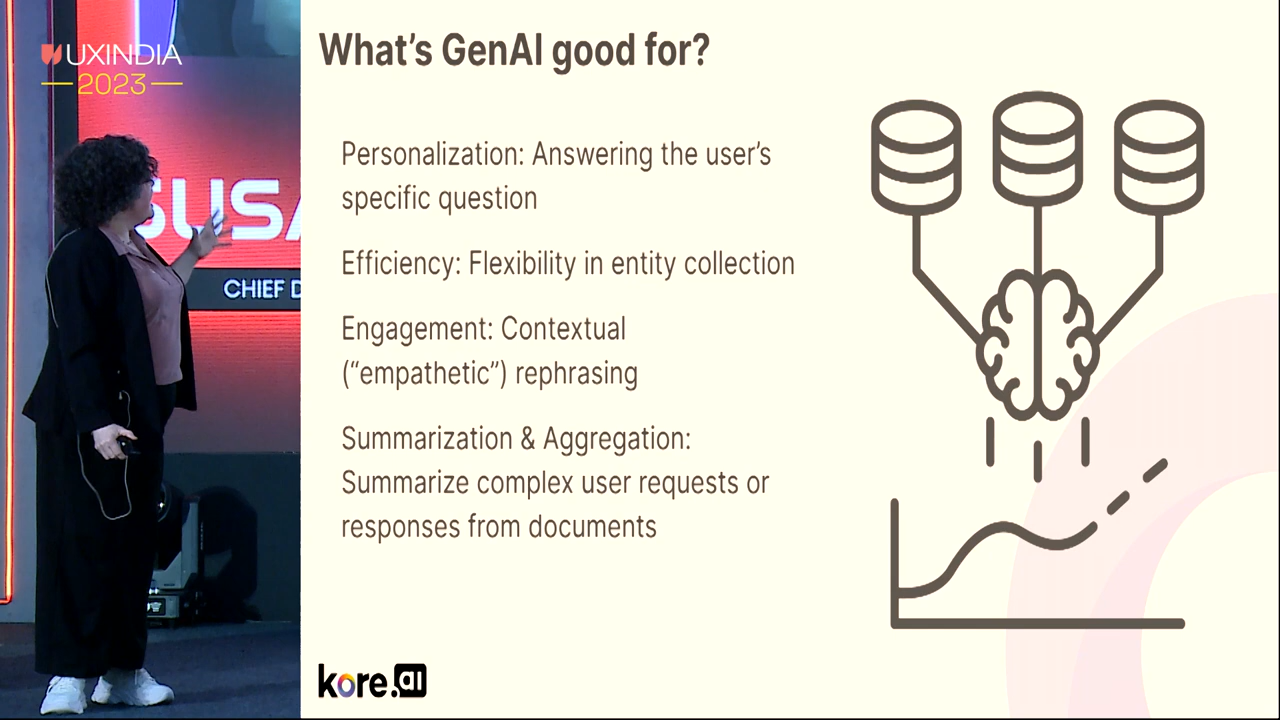 UXINDIA
2023
SUSA
CHIEF D
What's GenAI good for?
Personalization: Answering the user's
specific question
Efficiency: Flexibility in entity collection
Engagement: Contextual
("empathetic") rephrasing
Summarization & Aggregation:
Summarize complex user requests or
responses from documents
kore.ai